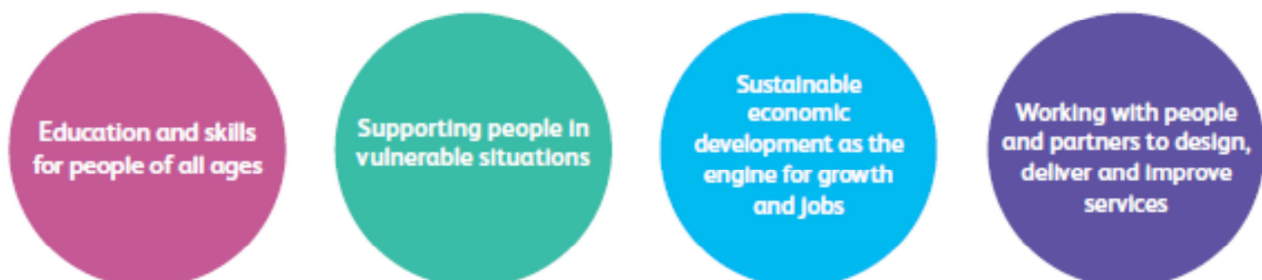 Education and skills
for people of all ages
Supporting people in
vulnerable situations
Sustainable
economic
development as the
engine for growth
and jobs
Working with people
and partners to design,
deliver and improve
services